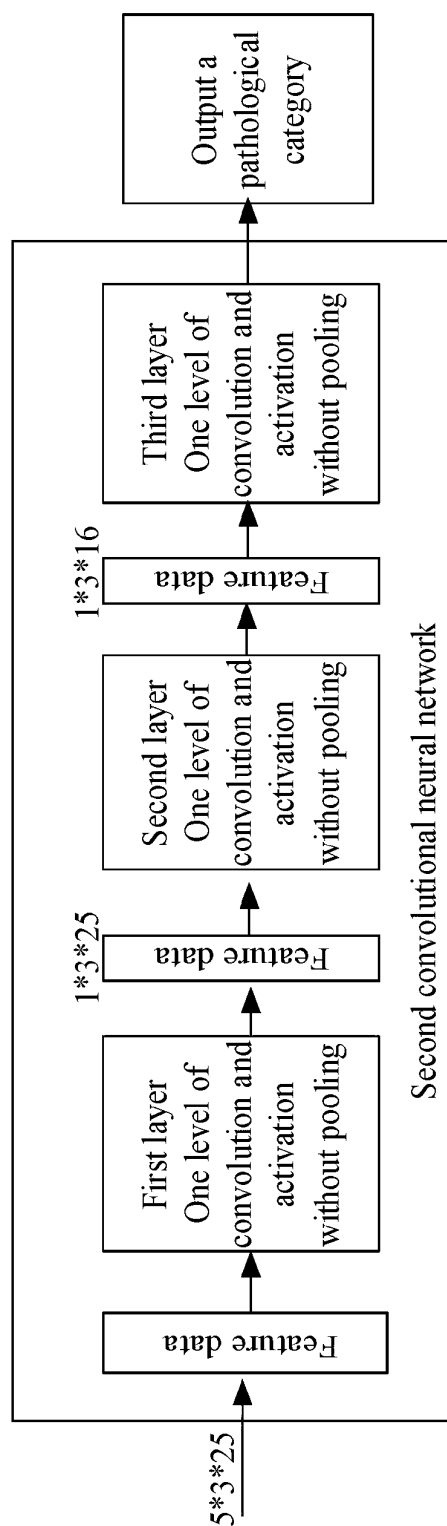 5*3*25
Feature data
First layer
One level of
convolution and
activation
without pooling
1*3*25
Feature data
Second layer
One level of
convolution and
activation
without pooling
1*3*16
Feature data
Third layer
One level of
convolution and
activation
without pooling
Output a
pathological
category
Second convolutional neural network